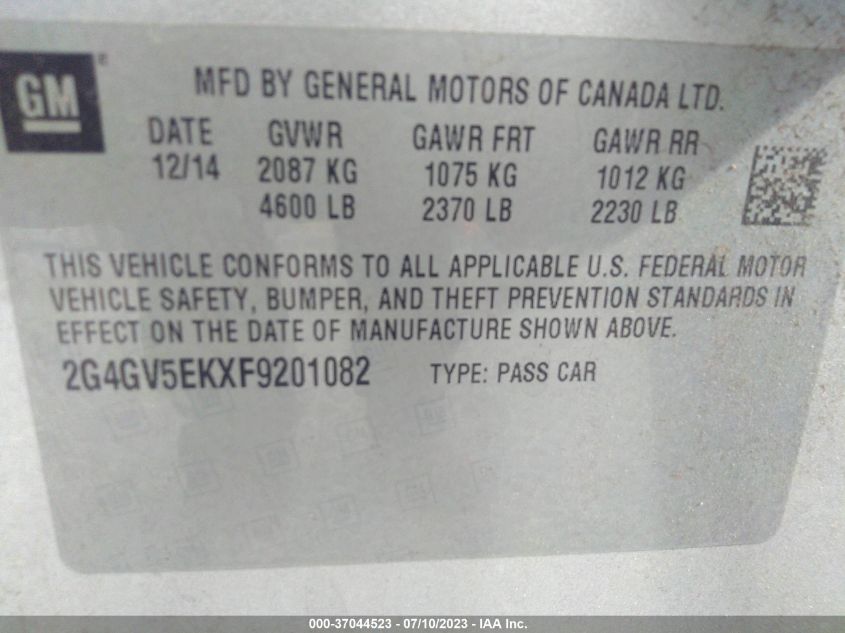 GM
MFD BY GENERAL MOTORS OF CANADA LTD.
DATE GVWR GAWR FRT GAWR RR
12/14 2087 KG 1075 KG 1012 KG
4600 LB 2370 LB 2230 LB
THIS VEHICLE CONFORMS TO ALL APPLICABLE U.S. FEDERAL MOTOR
VEHICLE SAFETY, BUMPER, AND THEFT PREVENTION STANDARDS IN
EFFECT ON THE DATE OF MANUFACTURE SHOWN ABOVE.
2G4GV5EKXF9201082 TYPE: PASS CAR
000-37044523 - 07/10/2023 - IAA Inc.